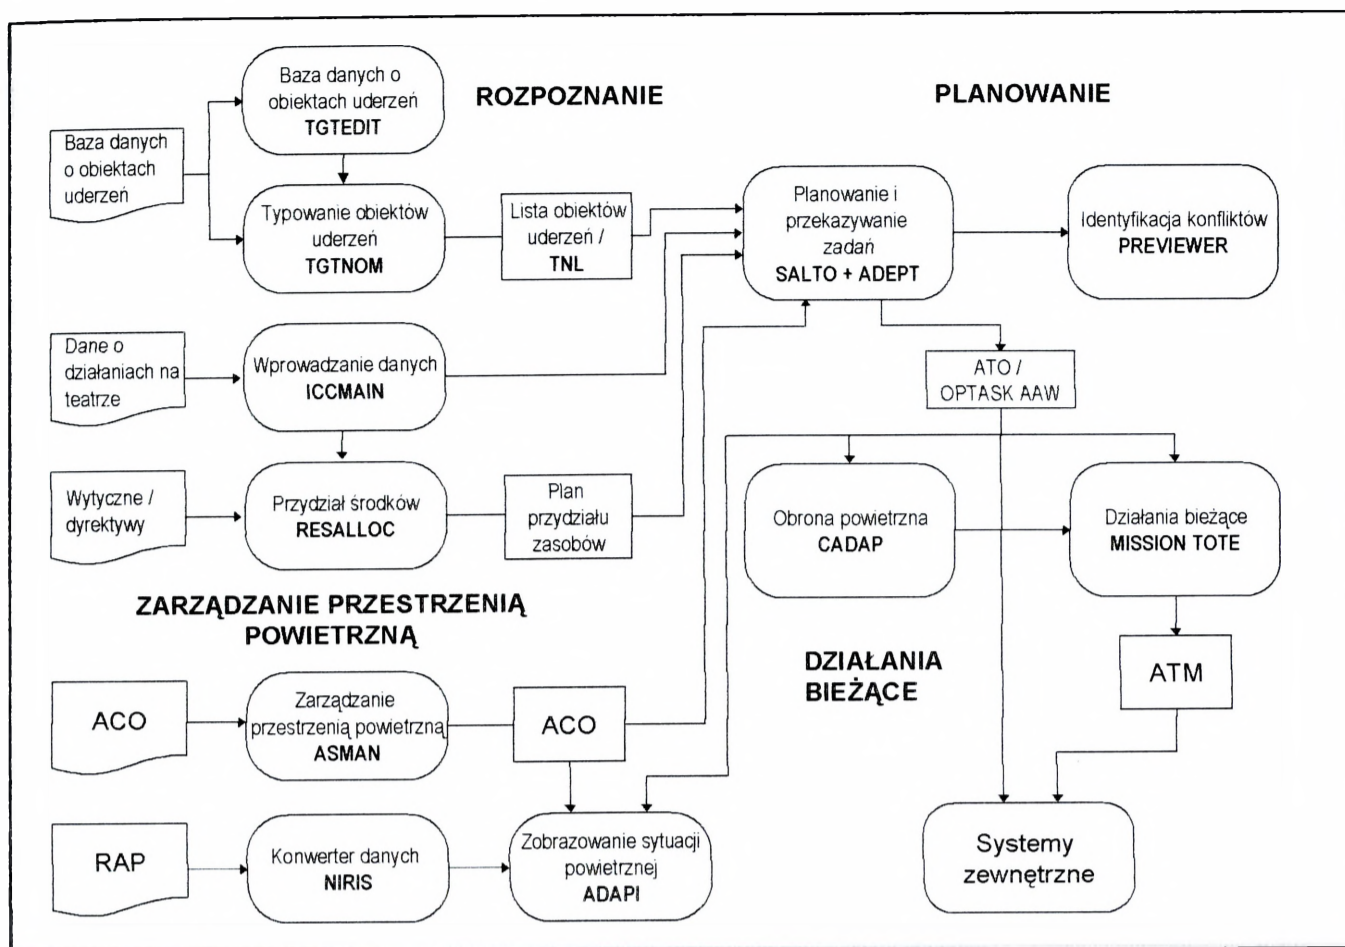 Baza danych o
obiektach uderzeń
TGTEDIT
ROZPOZNANIE
PLANOWANIE
Baza danych
o obiektach
uderzeń
Typowanie obiektów
uderzeń
TGTNOM
Lista obiektów
uderzeń /
TNL
Planowanie i
przekazywanie
zadań
SALTO + ADEPT
Identyfikacja konfliktów
PREVIEWER
Dane o
działaniach na
teatrze
Wprowadzanie danych
ICCMAIN
ATO /
OPTASK AAW
Wytyczne /
dyrektywy
Przydział środków
RESALLOC
Plan
przydziału
zasobów
Obrona powietrzna
CADAP
Działania bieżące
MISSION TOTE
ZARZĄDZANIE PRZESTRZENIĄ
POWIETRZNĄ
DZIAŁANIA
BIEŻĄCE
ATM
ACO
Zarządzanie
przestrzenią powietrzną
ASMAN
ACO
RAP
Konwerter danych
NIRIS
Zobrazowanie sytuacji
powietrznej
ADAPI
Systemy
zewnętrzne